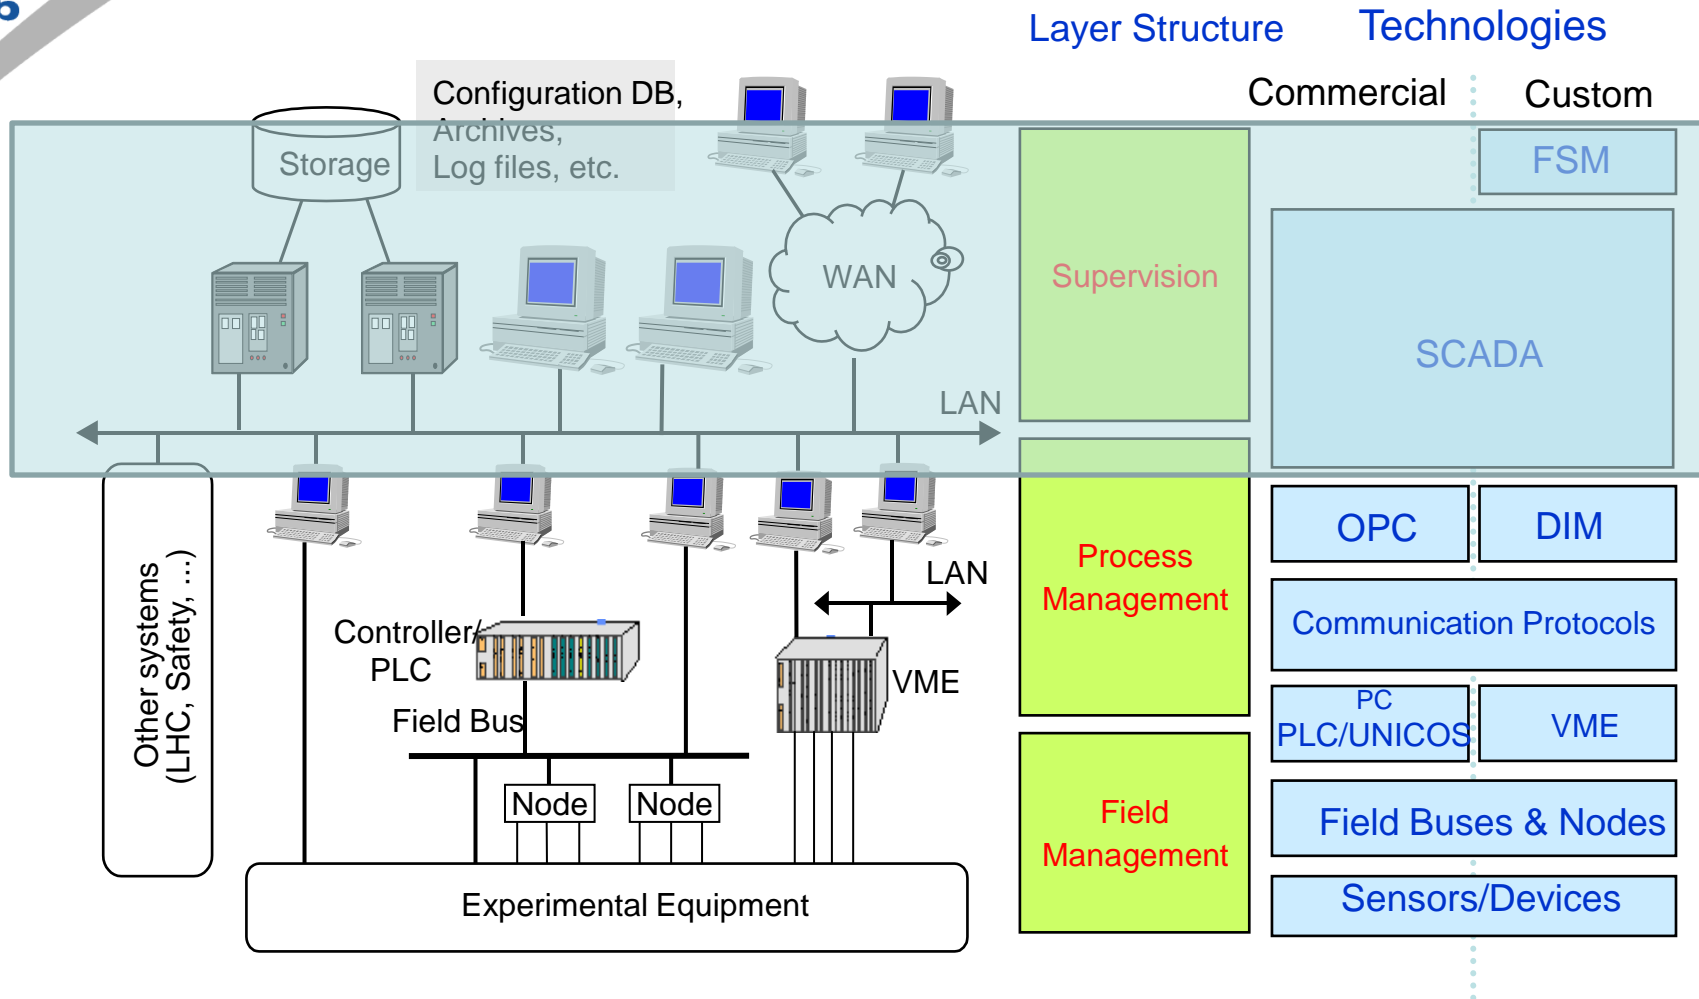 Layer Structure
Technologies
Commercial
Custom
Configuration DB,
Archives,
Log files, etc.
Storage
WAN
LAN
Supervision
FSM
SCADA
Other systems
(LHC, Safety, ...)
Controller/
PLC
Field Bus
LAN
VME
Node
Node
Experimental Equipment
Process
Management
Field
Management
OPC
DIM
Communication Protocols
PC
PLC/UNICOS
VME
Field Buses & Nodes
Sensors/Devices